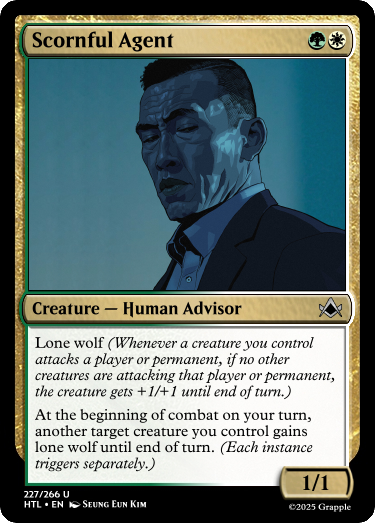 Scornful Agent
Creature — Human Advisor
Lone wolf (Whenever a creature you control
attacks a player or permanent, if no other
creatures are attacking that player or permanent,
the creature gets +1/+1 until end of turn.)
At the beginning of combat on your turn,
another target creature you control gains
lone wolf until end of turn. (Each instance
triggers separately.)
1/1
227/266 U
HTL • EN Seung Eun Kim
©2025 Grapple